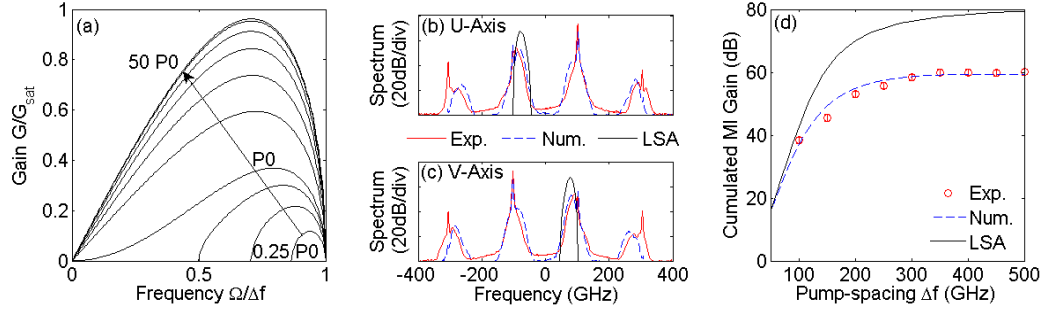 (a)
50 P0
P0
0.25 P0
Gain G/G_sat
1
0.8
0.6
0.4
0.2
0
0 0.5 1
Frequency Ω/Δf
(b) U-Axis
Spectrum
(20dB/div)
Exp. Num. LSA
(c) V-Axis
Spectrum
(20dB/div)
-400 -200 0 200 400
Frequency (GHz)
(d)
Cumulated MI Gain (dB)
80
60
40
20
0
Exp.
Num.
LSA
100 200 300 400 500
Pump-spacing Δf (GHz)